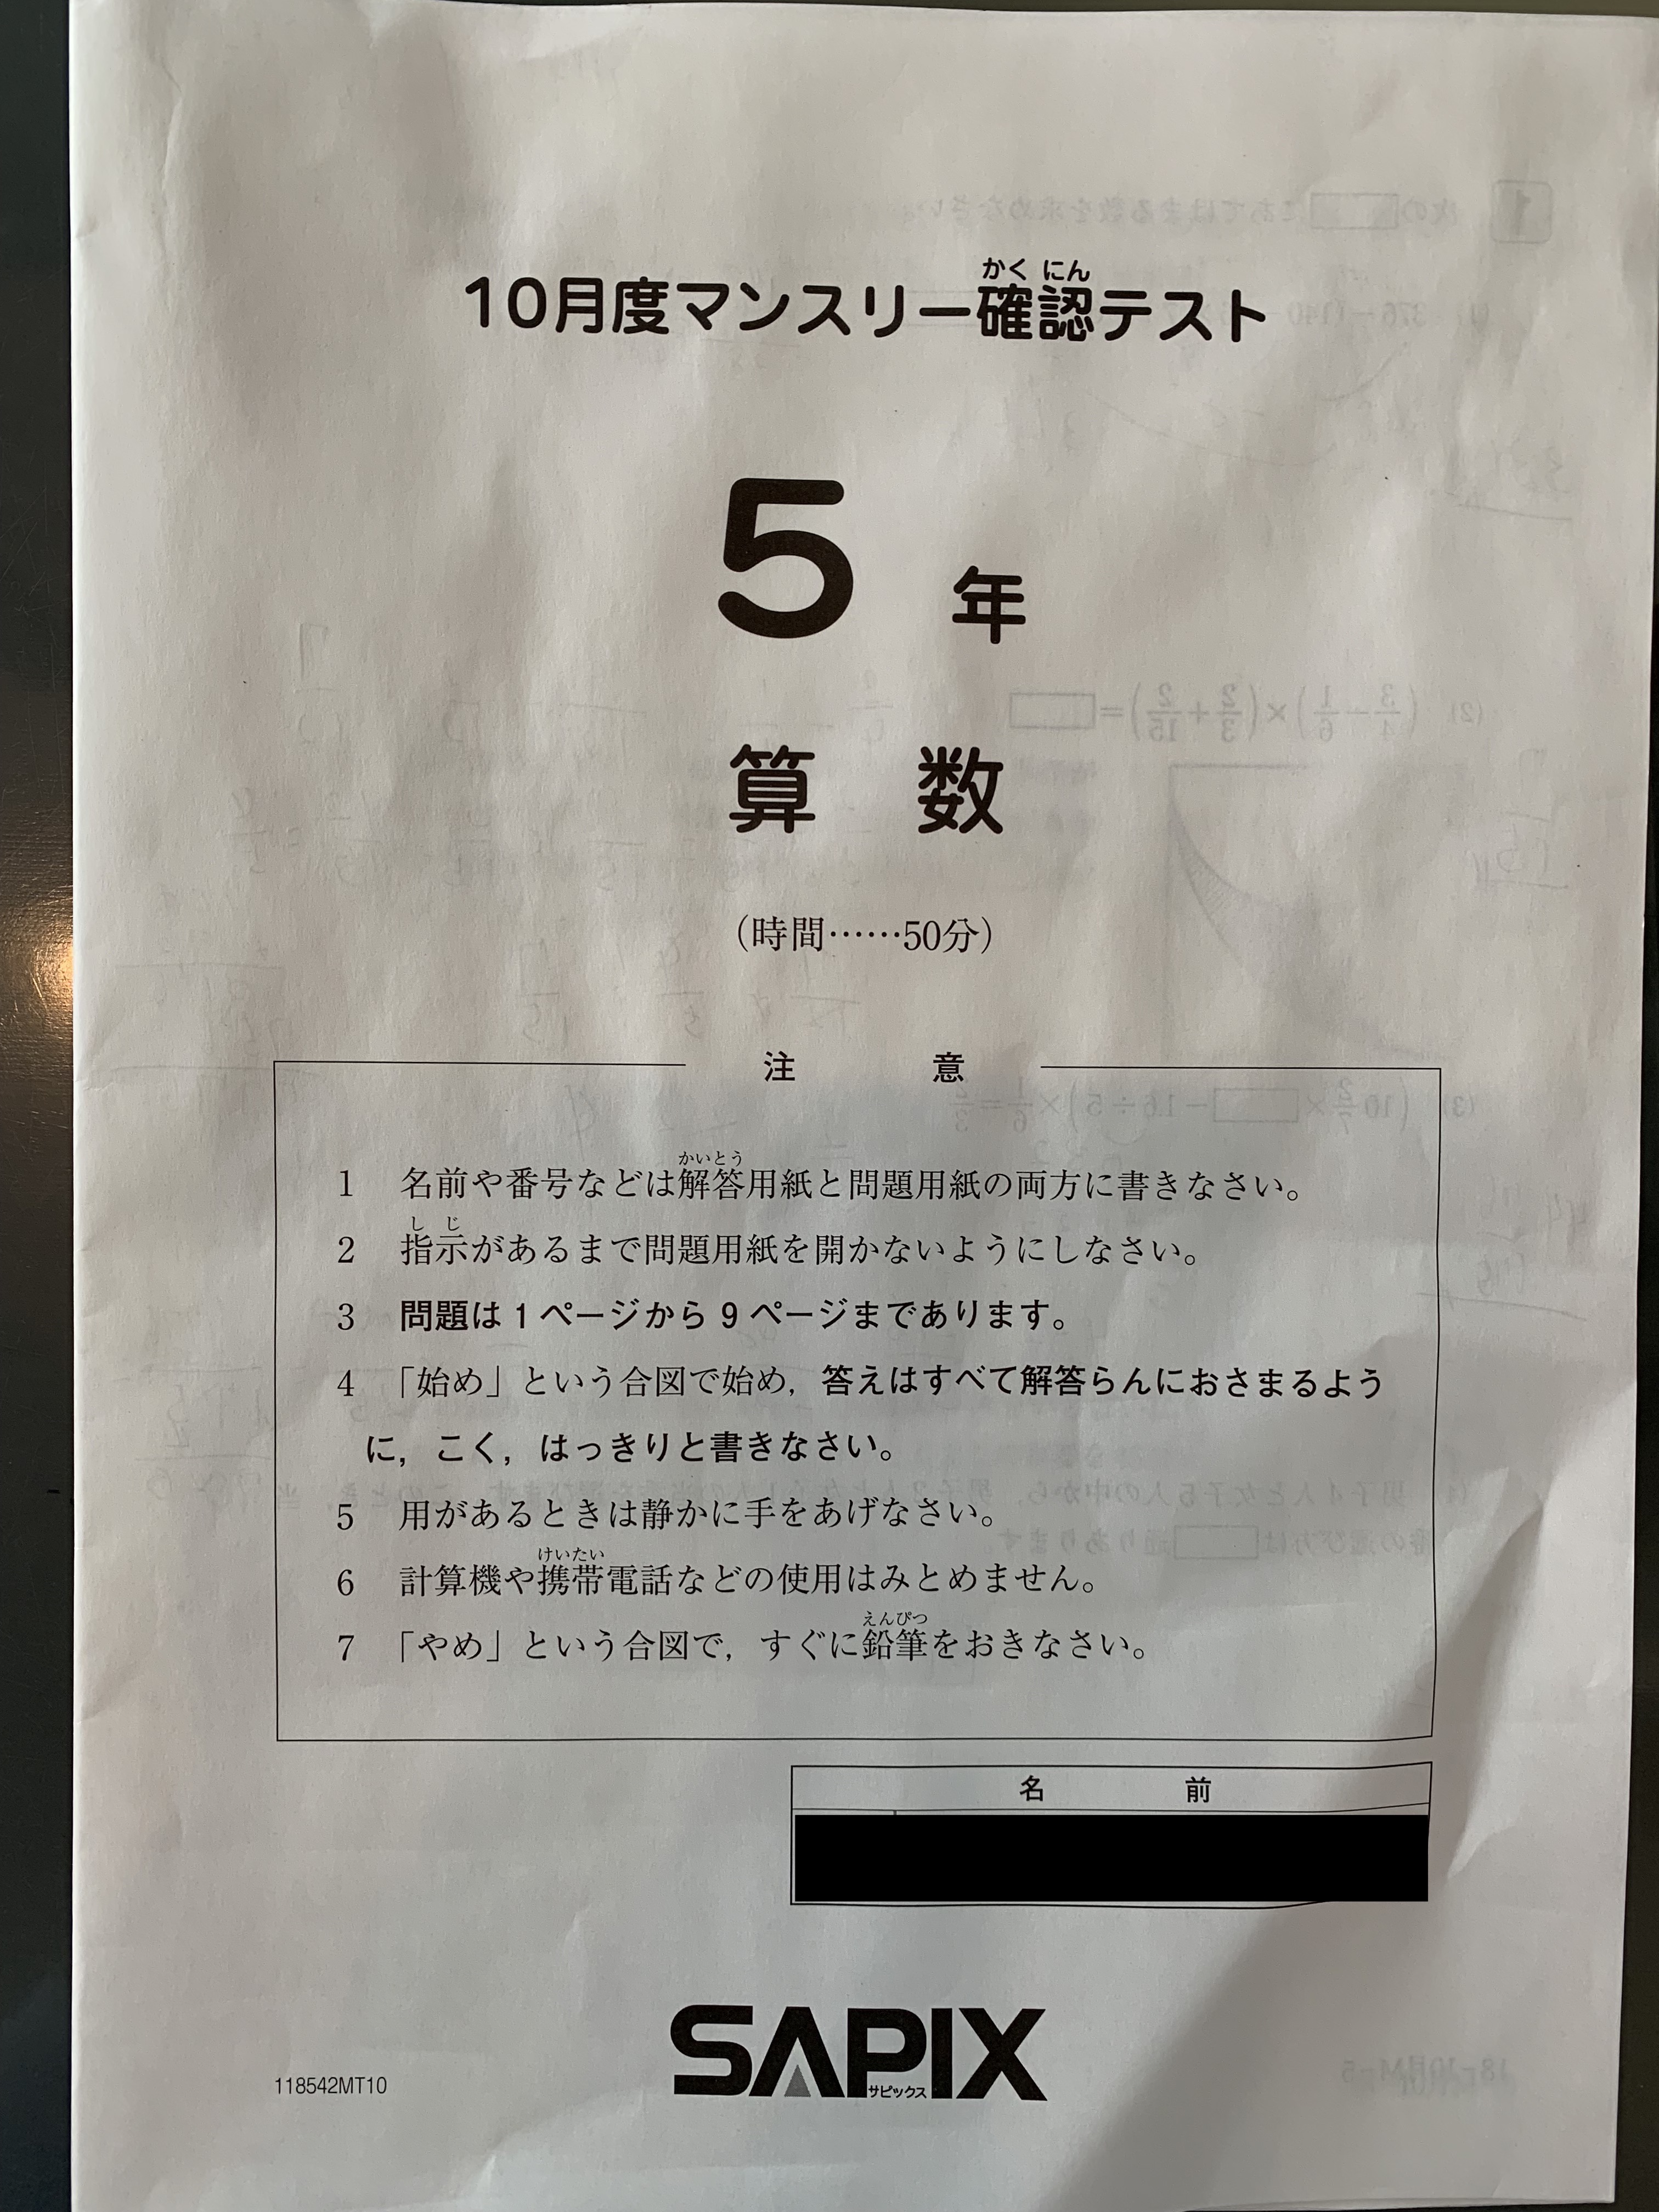 10月度マンスリー確認テスト
かくにん
5年
算数
(時間……50分)
注意
1 名前や番号などは解答用紙と問題用紙の両方に書きなさい。
かいとう
2 指示があるまで問題用紙を開かないようにしなさい。
しじ
3 問題は1ページから9ページまであります。
4 「始め」という合図で始め，答えはすべて解答らんにおさまるよう
に，こく，はっきりと書きなさい。
5 用があるときは静かに手をあげなさい。
6 計算機や携帯電話などの使用はみとめません。
けいたい
7 「やめ」という合図で，すぐに鉛筆をおきなさい。
えんぴつ
名前
SAPIX
サピックス
118542MT10